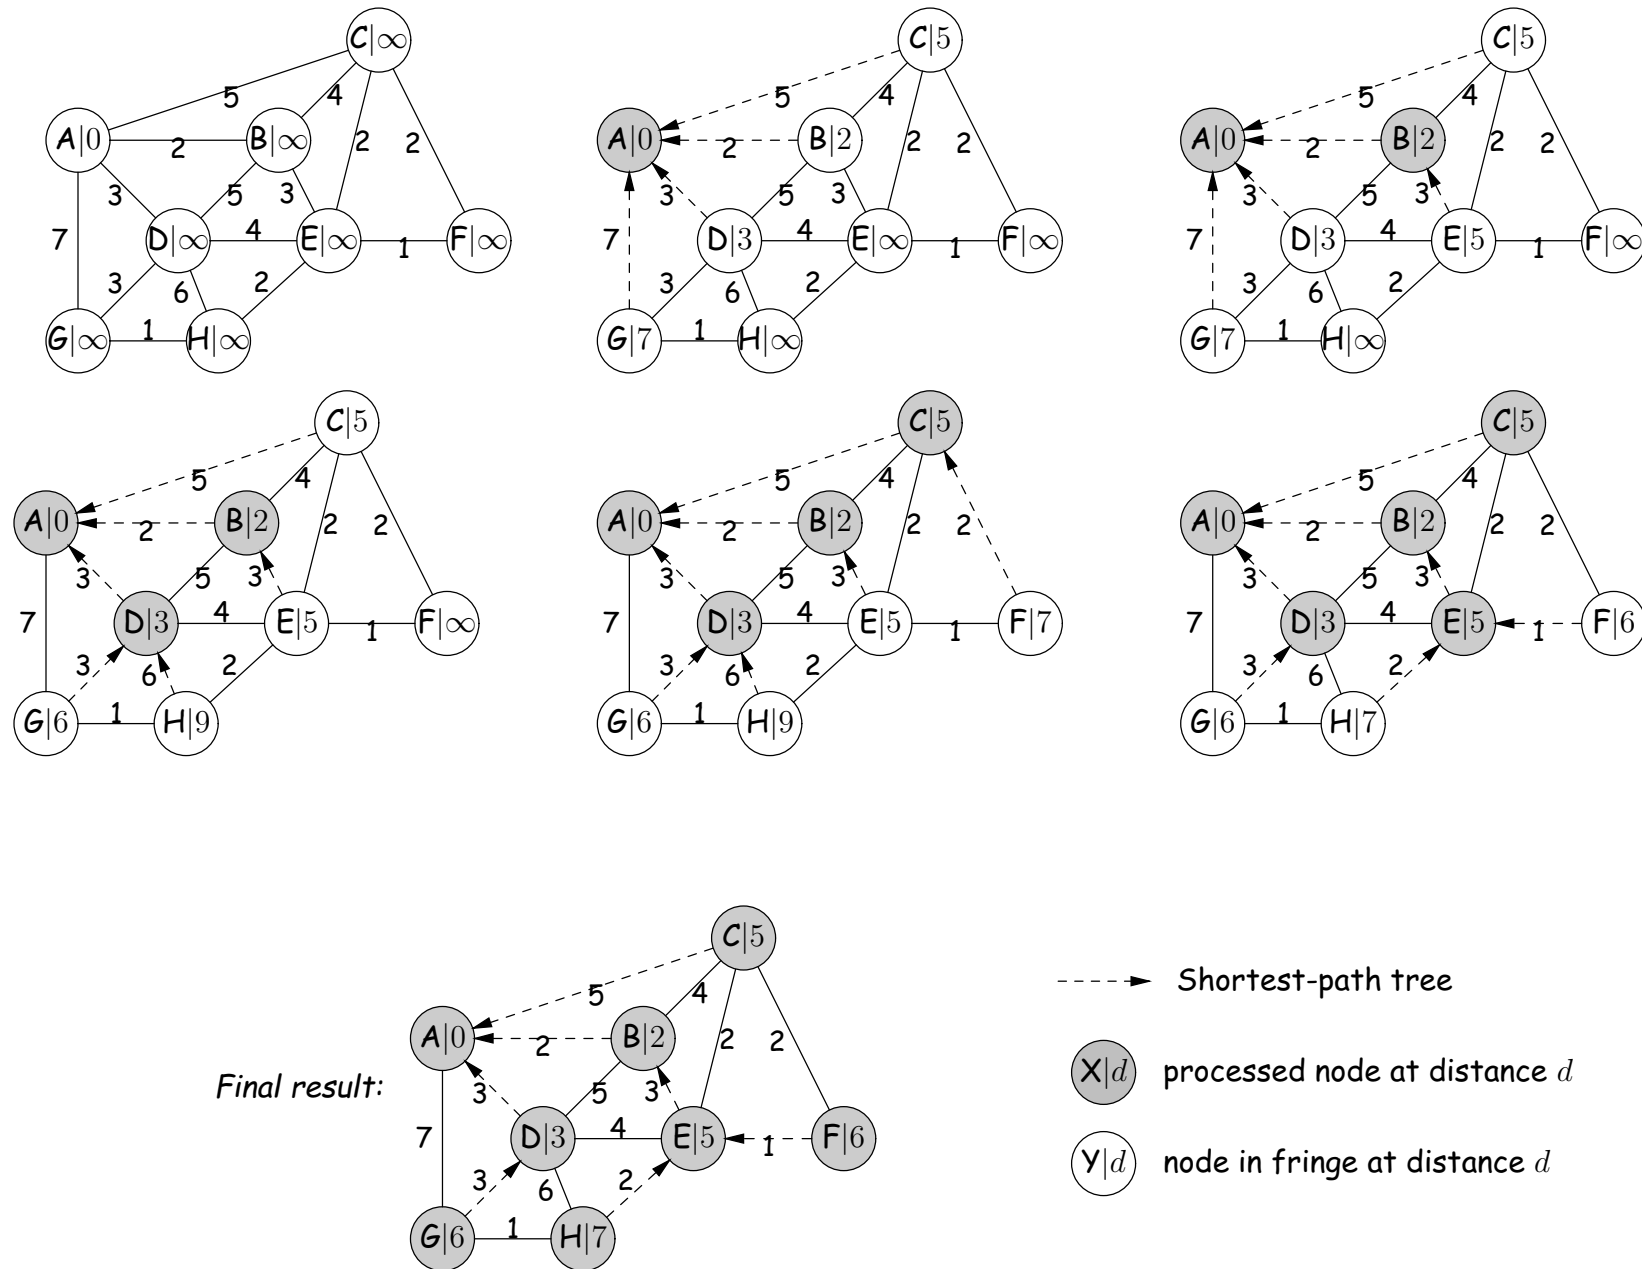 C|∞
5
4
A|0
2
B|∞
2
2
3
5
3
7
D|∞
4
E|∞
1
F|∞
3
6
2
G|∞
1
H|∞
C|5
5
4
A|0
2
B|2
2
2
3
5
3
7
D|3
4
E|∞
1
F|∞
3
6
2
G|7
1
H|∞
C|5
5
4
A|0
2
B|2
2
2
3
5
3
7
D|3
4
E|5
1
F|∞
3
6
2
G|7
1
H|∞
C|5
5
4
A|0
2
B|2
2
2
3
5
3
7
D|3
4
E|5
1
F|∞
3
6
2
G|6
1
H|9
C|5
5
4
A|0
2
B|2
2
2
3
5
3
7
D|3
4
E|5
1
F|7
3
6
2
G|6
1
H|9
C|5
5
4
A|0
2
B|2
2
2
3
5
3
7
D|3
4
E|5
1
F|6
3
6
2
G|6
1
H|7
Final result:
C|5
5
4
A|0
2
B|2
2
2
3
5
3
7
D|3
4
E|5
1
F|6
3
6
2
G|6
1
H|7
Shortest-path tree
X|d processed node at distance d
Y|d node in fringe at distance d